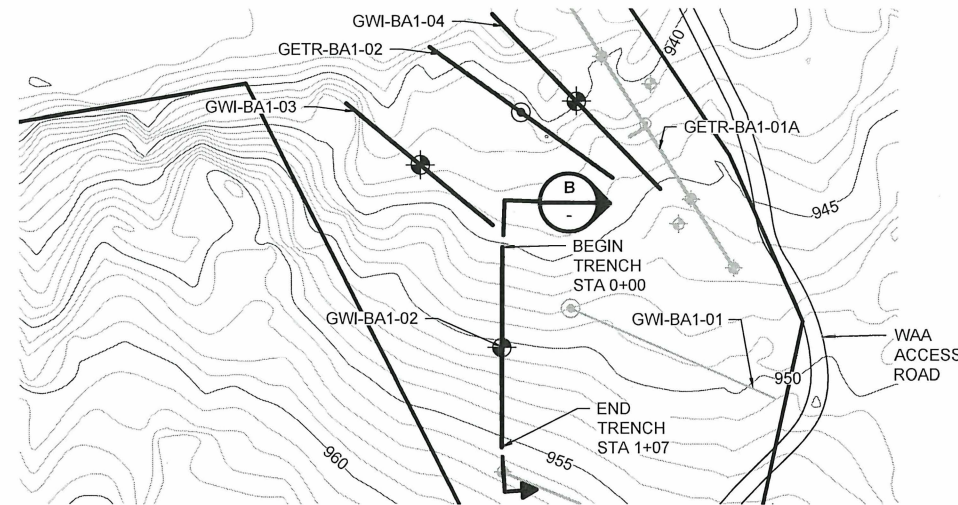 GWI-BA1-04
940
GETR-BA1-02
GWI-BA1-03
GETR-BA1-01A
B
-
945
BEGIN
TRENCH
STA 0+00
GWI-BA1-02
GWI-BA1-01
WAA
ACCESS
ROAD
950
END
TRENCH
STA 1+07
960
955